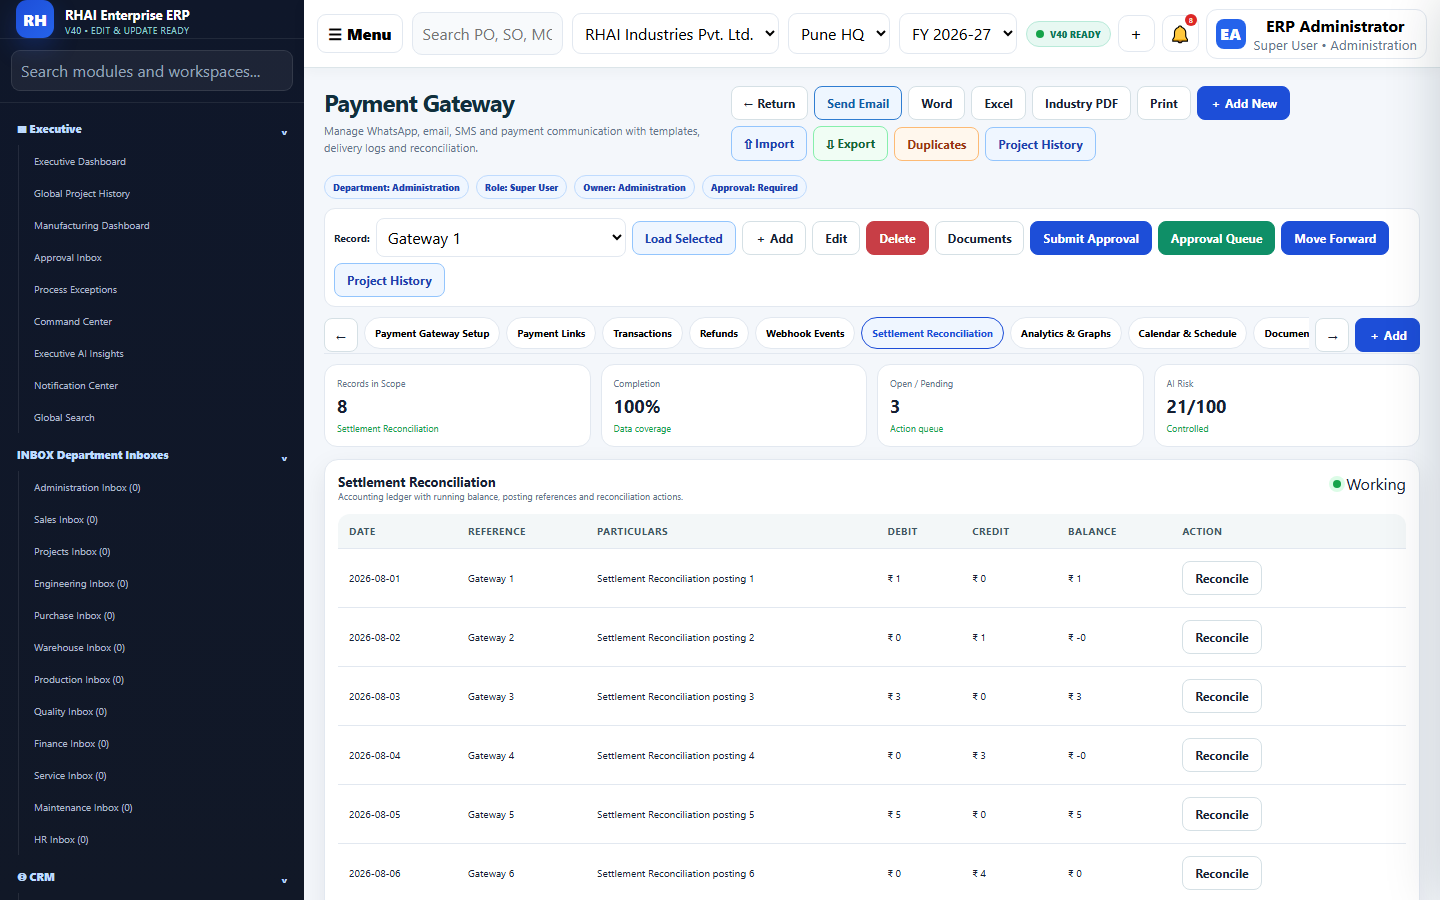 RH
RHAI Enterprise ERP
V40 • EDIT & UPDATE READY
Search modules and workspaces...
Executive
Executive Dashboard
Global Project History
Manufacturing Dashboard
Approval Inbox
Process Exceptions
Command Center
Executive AI Insights
Notification Center
Global Search
INBOX Department Inboxes
Administration Inbox (0)
Sales Inbox (0)
Projects Inbox (0)
Engineering Inbox (0)
Purchase Inbox (0)
Warehouse Inbox (0)
Production Inbox (0)
Quality Inbox (0)
Finance Inbox (0)
Service Inbox (0)
Maintenance Inbox (0)
HR Inbox (0)
CRM
☰ Menu
Search PO, SO, MO
RHAI Industries Pvt. Ltd.
Pune HQ
FY 2026-27
V40 READY
+
8
EA
ERP Administrator
Super User • Administration
Payment Gateway
Manage WhatsApp, email, SMS and payment communication with templates,
delivery logs and reconciliation.
← Return
Send Email
Word
Excel
Industry PDF
Print
+ Add New
⇧ Import
⇩ Export
Duplicates
Project History
Department: Administration
Role: Super User
Owner: Administration
Approval: Required
Record:
Gateway 1
Load Selected
+ Add
Edit
Delete
Documents
Submit Approval
Approval Queue
Move Forward
Project History
←
Payment Gateway Setup
Payment Links
Transactions
Refunds
Webhook Events
Settlement Reconciliation
Analytics & Graphs
Calendar & Schedule
Documen
→
+ Add
Records in Scope
8
Settlement Reconciliation
Completion
100%
Data coverage
Open / Pending
3
Action queue
AI Risk
21/100
Controlled
Settlement Reconciliation
Accounting ledger with running balance, posting references and reconciliation actions.
Working
DATE REFERENCE PARTICULARS DEBIT CREDIT BALANCE ACTION
2026-08-01 Gateway 1 Settlement Reconciliation posting 1 ₹ 1 ₹ 0 ₹ 1 Reconcile
2026-08-02 Gateway 2 Settlement Reconciliation posting 2 ₹ 0 ₹ 1 ₹ -0 Reconcile
2026-08-03 Gateway 3 Settlement Reconciliation posting 3 ₹ 3 ₹ 0 ₹ 3 Reconcile
2026-08-04 Gateway 4 Settlement Reconciliation posting 4 ₹ 0 ₹ 3 ₹ -0 Reconcile
2026-08-05 Gateway 5 Settlement Reconciliation posting 5 ₹ 5 ₹ 0 ₹ 5 Reconcile
2026-08-06 Gateway 6 Settlement Reconciliation posting 6 ₹ 0 ₹ 4 ₹ 0 Reconcile